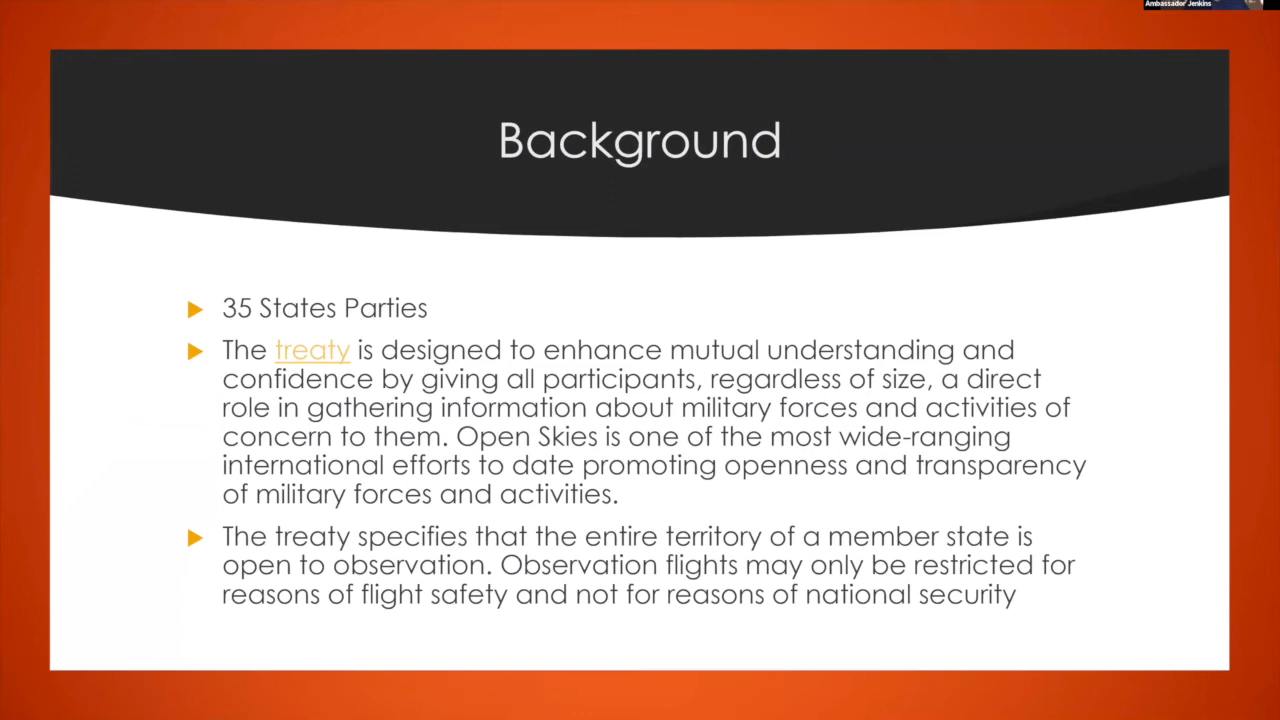 Ambassador Jenkins
Background
35 States Parties
The treaty is designed to enhance mutual understanding and
confidence by giving all participants, regardless of size, a direct
role in gathering information about military forces and activities of
concern to them. Open Skies is one of the most wide-ranging
international efforts to date promoting openness and transparency
of military forces and activities.
The treaty specifies that the entire territory of a member state is
open to observation. Observation flights may only be restricted for
reasons of flight safety and not for reasons of national security